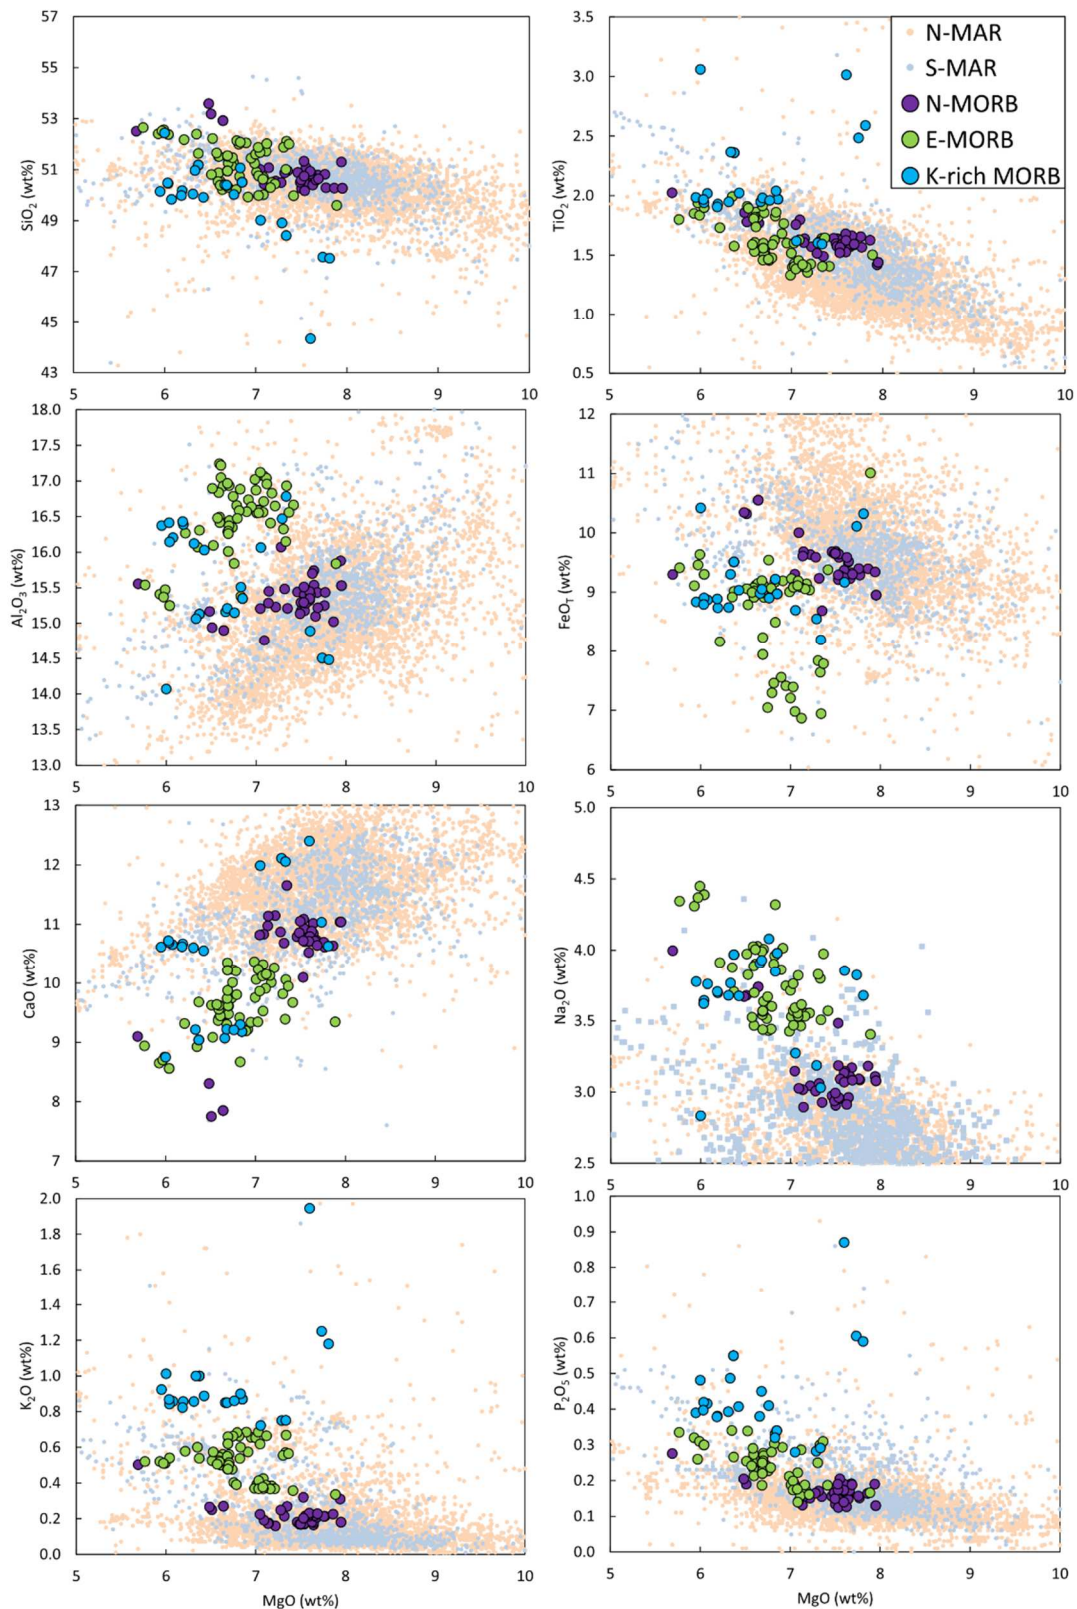 57
55
53
51
49
47
45
43
SiO₂ (wt%)
5 6 7 8 9 10
3.5
3.0
2.5
2.0
1.5
1.0
0.5
TiO₂ (wt%)
5 6 7 8 9 10
N-MAR
S-MAR
N-MORB
E-MORB
K-rich MORB
18.0
17.5
17.0
16.5
16.0
15.5
15.0
14.5
14.0
13.5
13.0
Al₂O₃ (wt%)
5 6 7 8 9 10
12
11
10
9
8
7
6
FeOT (wt%)
5 6 7 8 9 10
13
12
11
10
9
8
7
CaO (wt%)
5 6 7 8 9 10
5.0
4.5
4.0
3.5
3.0
2.5
Na₂O (wt%)
5 6 7 8 9 10
2.0
1.8
1.6
1.4
1.2
1.0
0.8
0.6
0.4
0.2
0.0
K₂O (wt%)
5 6 7 8 9 10
MgO (wt%)
1.0
0.9
0.8
0.7
0.6
0.5
0.4
0.3
0.2
0.1
0.0
P₂O₅ (wt%)
5 6 7 8 9 10
MgO (wt%)